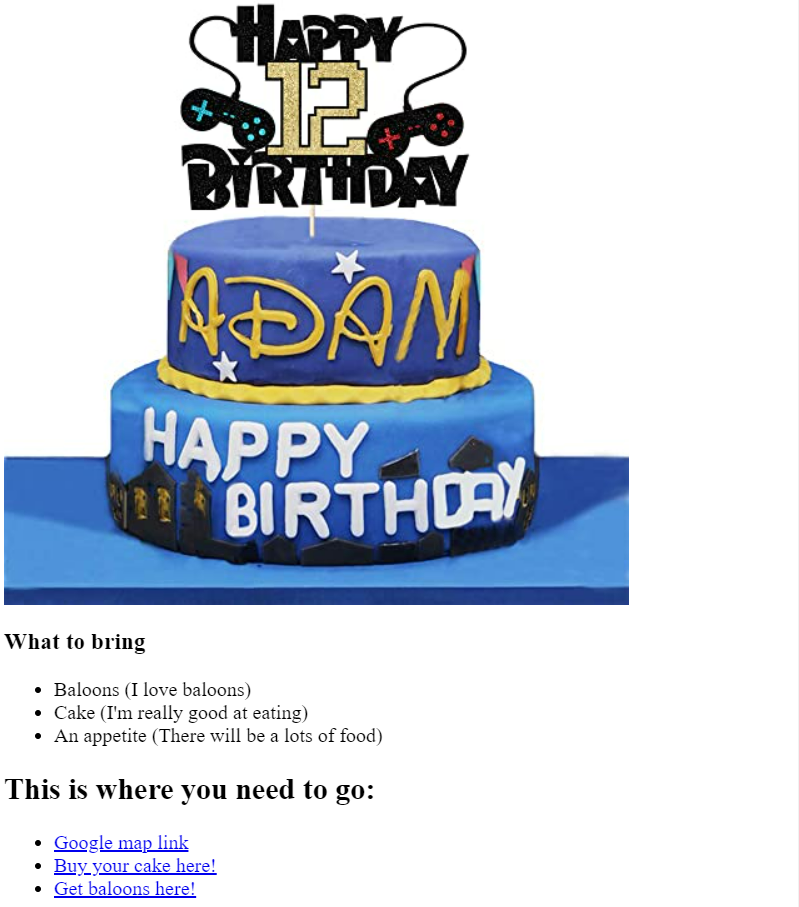 HAPPY
12
BIRTHDAY
ADAM
HAPPY
BIRTHDAY
What to bring
Baloons (I love baloons)
Cake (I'm really good at eating)
An appetite (There will be a lots of food)
This is where you need to go:
Google map link
Buy your cake here!
Get baloons here!